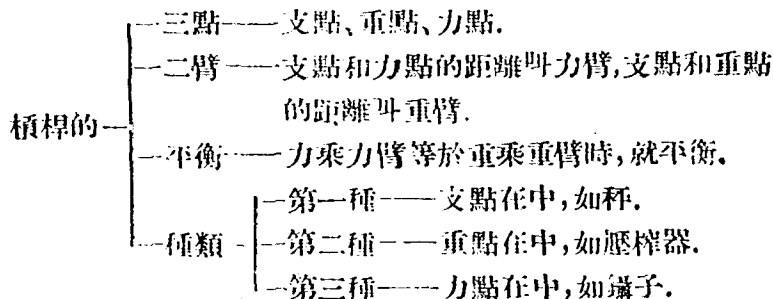 三點——支點、重點、力點.
二臂——支點和力點的距離叫力臂,支點和重點
的距離叫重臂.
槓桿的
平衡——力乘力臂等於重乘重臂時,就平衡.
第一種——支點在中,如秤.
種類 第二種——重點在中,如壓榨器.
第三種——力點在中,如鑷子.